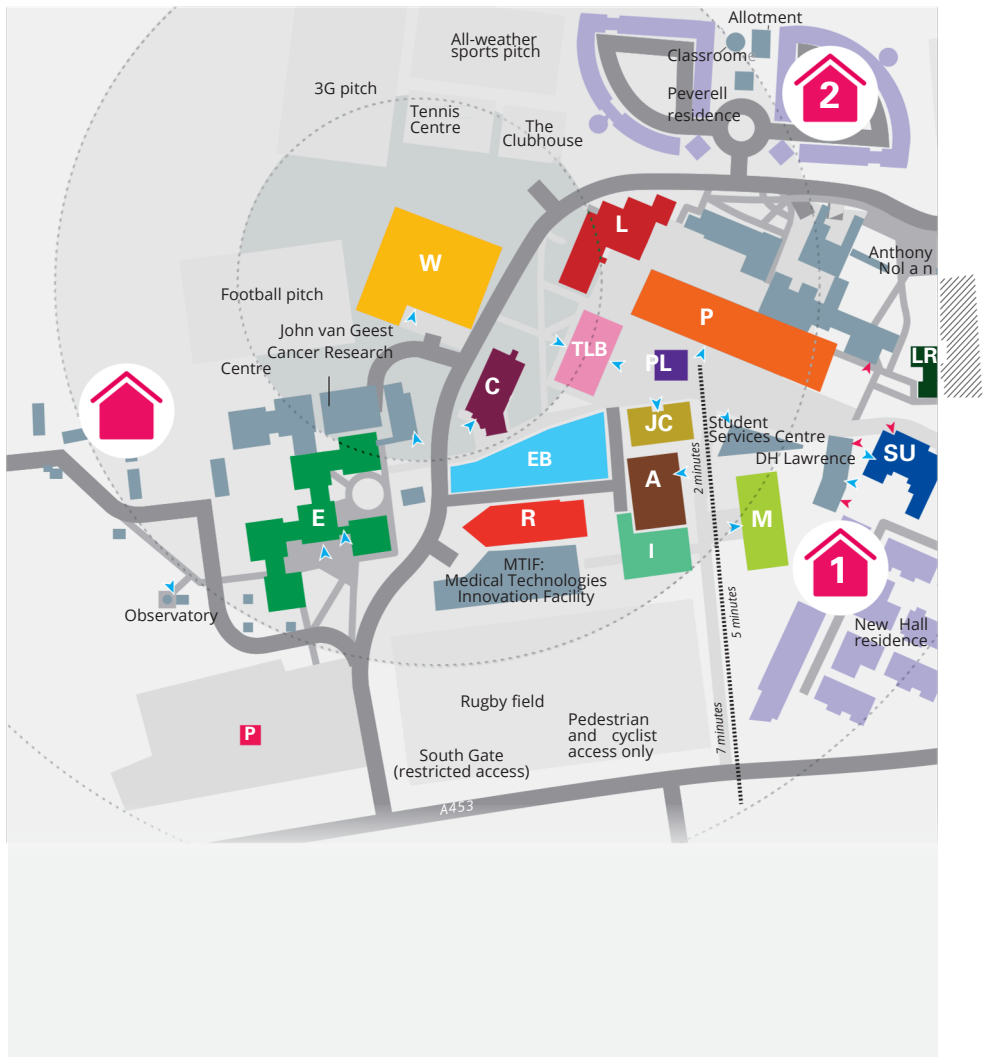 Allotment
All-weather
sports pitch
Classroom
2
3G pitch
Peverell
residence
Tennis
Centre
The
Clubhouse
L
W
Anthony
Nol a n
Football pitch
P
John van Geest
Cancer Research
Centre
TLB
PL
LR
C
JC
Student
Services Centre
DH Lawrence
SU
EB
A
2 minutes
E
R
M
I
1
MTIF:
Medical Technologies
Innovation Facility
Observatory
5 minutes
New Hall
residence
Rugby field
Pedestrian
and cyclist
access only
P
7 minutes
South Gate
(restricted access)
A453